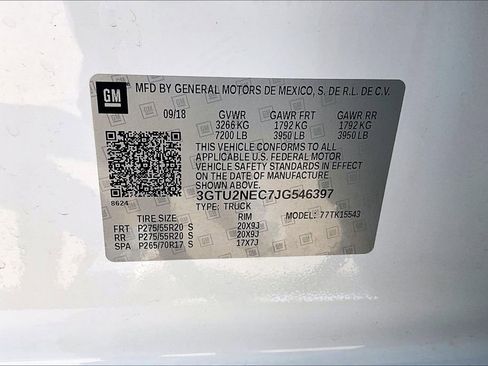 GM
MFD BY GENERAL MOTORS DE MEXICO, S. DE R.L. DE C.V.
09/18 GVWR GAWR FRT GAWR RR
3266 KG 1792 KG 1792 KG
7200 LB 3950 LB 3950 LB
THIS VEHICLE CONFORMS TO ALL
APPLICABLE U.S. FEDERAL MOTOR
VEHICLE SAFETY STANDARDS IN EFFECT
ON THE DATE OF MANUFACTURE
SHOWN ABOVE.
8624
3GTU2NEC7JG546397
TYPE: TRUCK
TIRE SIZE RIM MODEL: 77TK15543
FRT P275/55R20 S 20X9J
RR P275/55R20 S 20X9J
SPA P265/70R17 S 17X7J